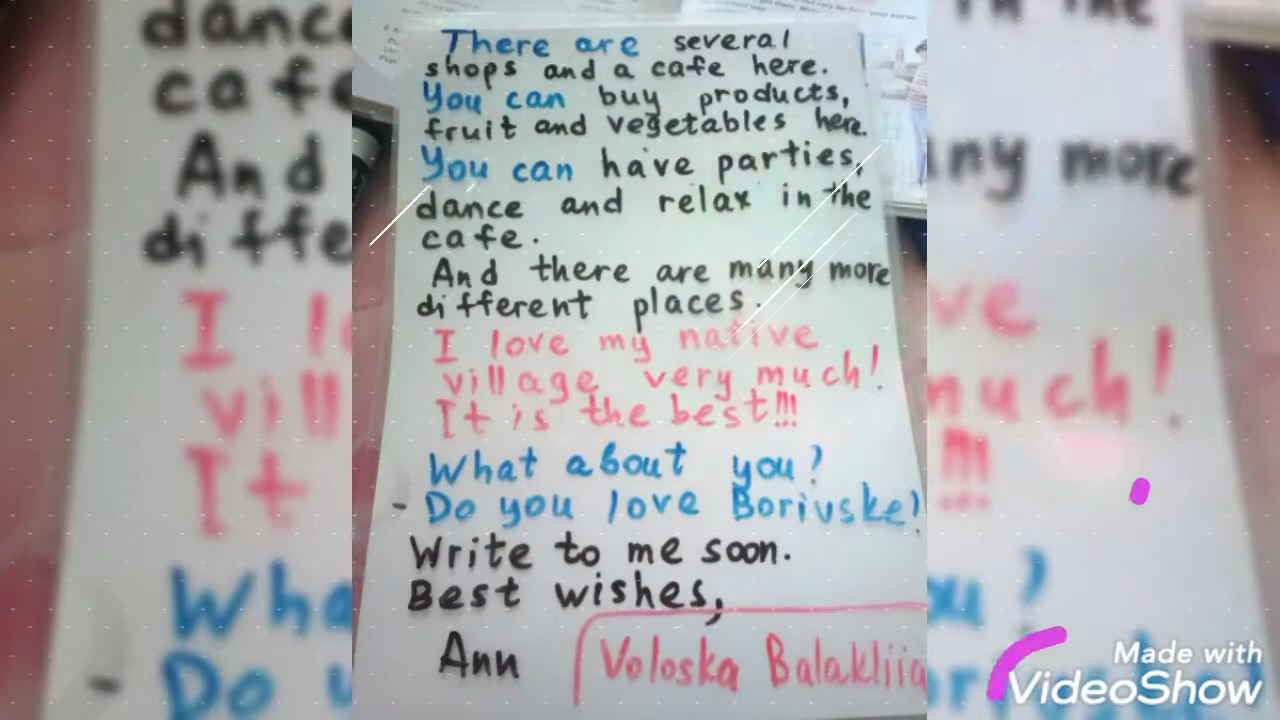 There are several
shops and a cafe here.
You can buy products,
fruit and vegetables here.
You can have parties,
dance and relax in the
cafe.
And there are many more
different places.
I love my native
village very much!
It is the best!!!
What about you?
- Do you love Borivske?
Write to me soon.
Best wishes,
Ann
Voloska Balakliia
Made with
VideoShow